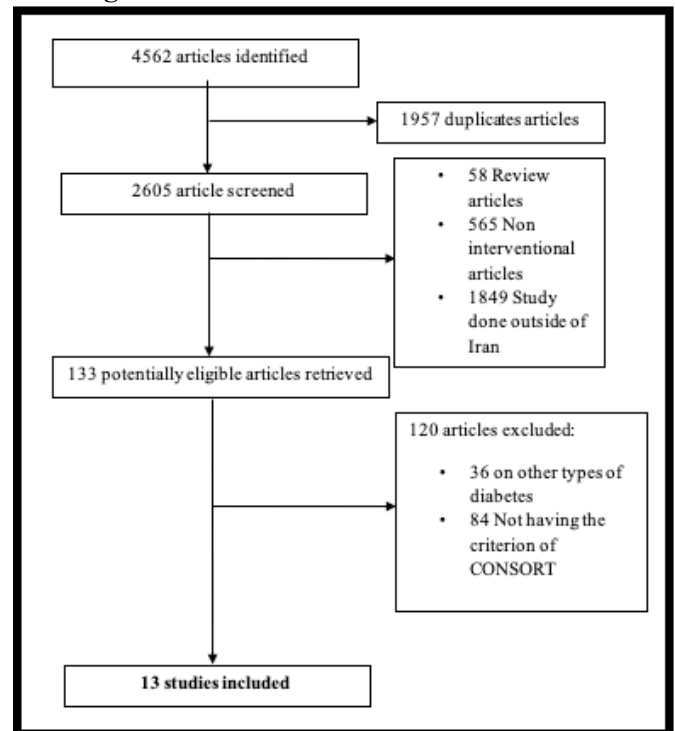 4562 articles identified
1957 duplicates articles
2605 article screened
• 58 Review
articles
• 565 Non
interventional
articles
• 1849 Study
done outside of
Iran
133 potentially eligible articles retrieved
120 articles excluded:
• 36 on other types of
diabetes
• 84 Not having the
criterion of
CONSORT
13 studies included